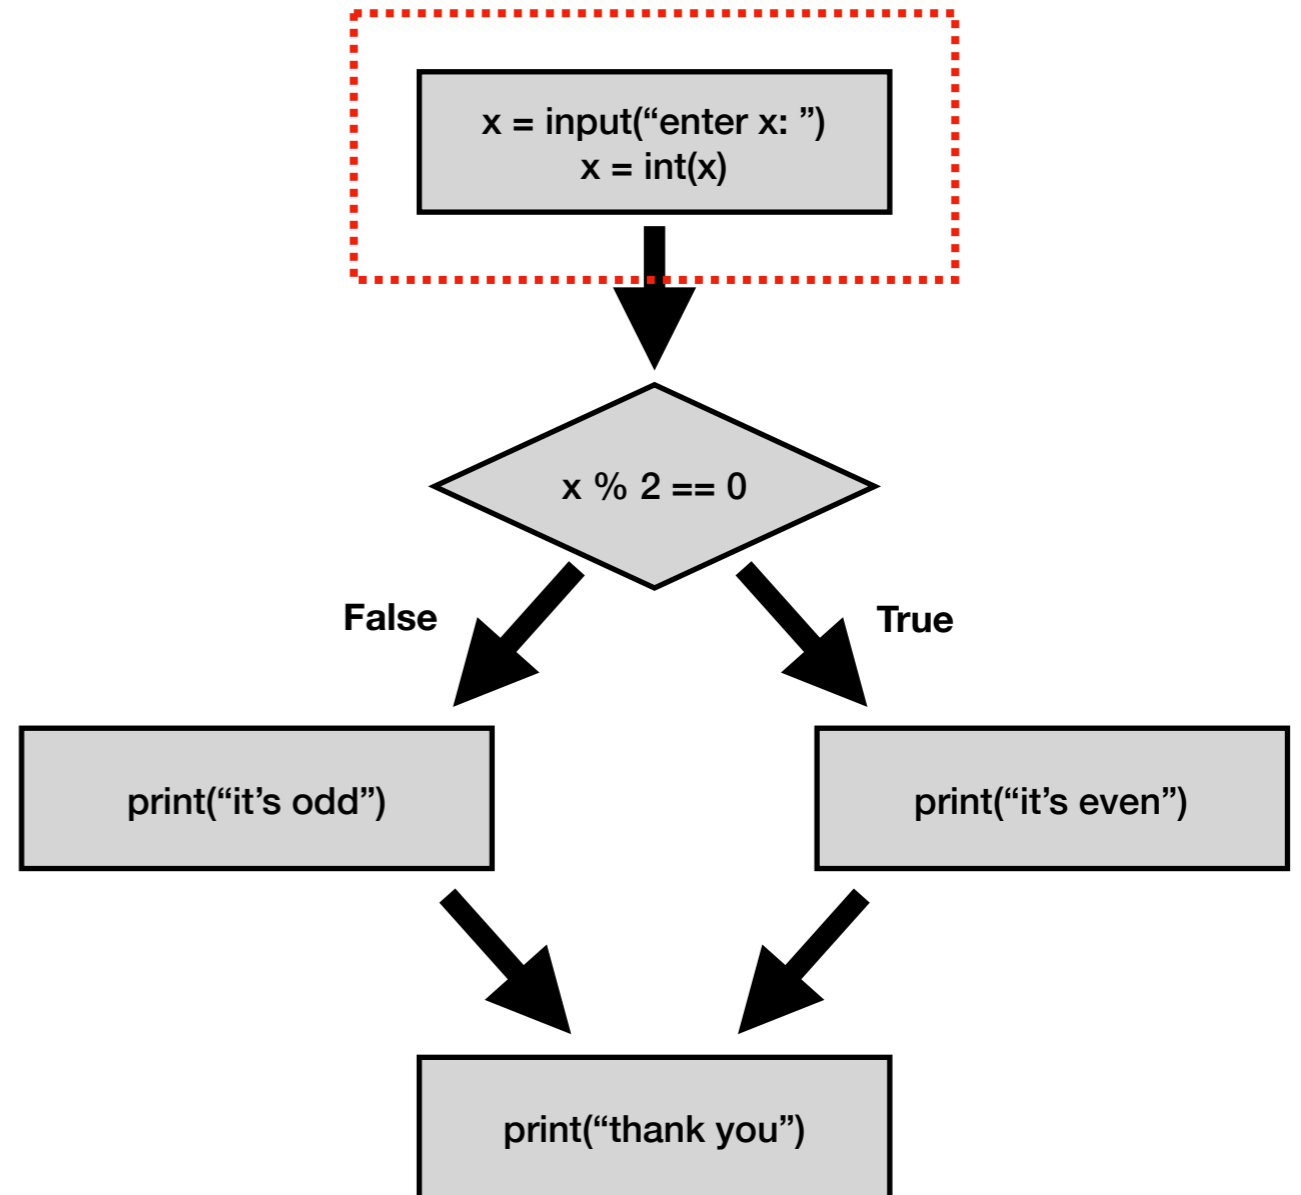 x = input(“enter x: ”)
x = int(x)
x % 2 == 0
False
True
print(“it’s odd”)
print(“it’s even”)
print(“thank you”)